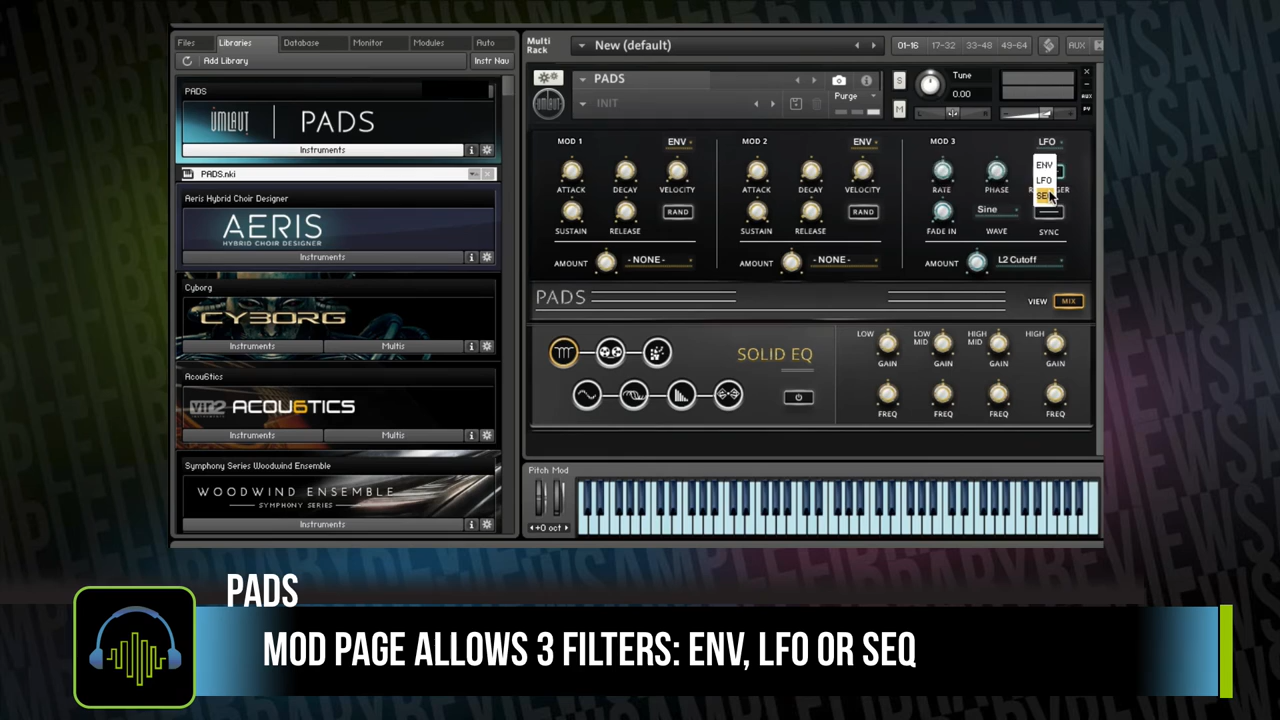 Files Libraries Database Monitor Modules Auto
Add Library Instr Nav
PADS
ÜMLAUT PADS
Instruments
PADS.nki
Aeris Hybrid Choir Designer
AERIS
HYBRID CHOIR DESIGNER
Instruments
Cyborg
CYBORG
Instruments Multis
Acou6tics
VIR2 ACOU6TICS
INSTRUMENTS
Instruments Multis
Symphony Series Woodwind Ensemble
WOODWIND ENSEMBLE
SYMPHONY SERIES
Instruments
Multi Rack
New (default)
01-16 17-32 33-48 49-64 AUX
PADS
INIT
Purge
S
M
Tune
0.00
L R
AUX
PV
MOD 1 ENV
ATTACK DECAY VELOCITY
RAND
SUSTAIN RELEASE
AMOUNT - NONE -
MOD 2 ENV
ATTACK DECAY VELOCITY
RAND
SUSTAIN RELEASE
AMOUNT - NONE -
MOD 3 LFO
ENV
LFO
RATE PHASE
Sine
FADE IN WAVE SYNC
AMOUNT L2 Cutoff
PADS VIEW MIX
SOLID EQ
LOW LOW MID HIGH MID HIGH
GAIN GAIN GAIN GAIN
FREQ FREQ FREQ FREQ
Pitch Mod
+0 oct
PADS
MOD PAGE ALLOWS 3 FILTERS: ENV, LFO OR SEQ